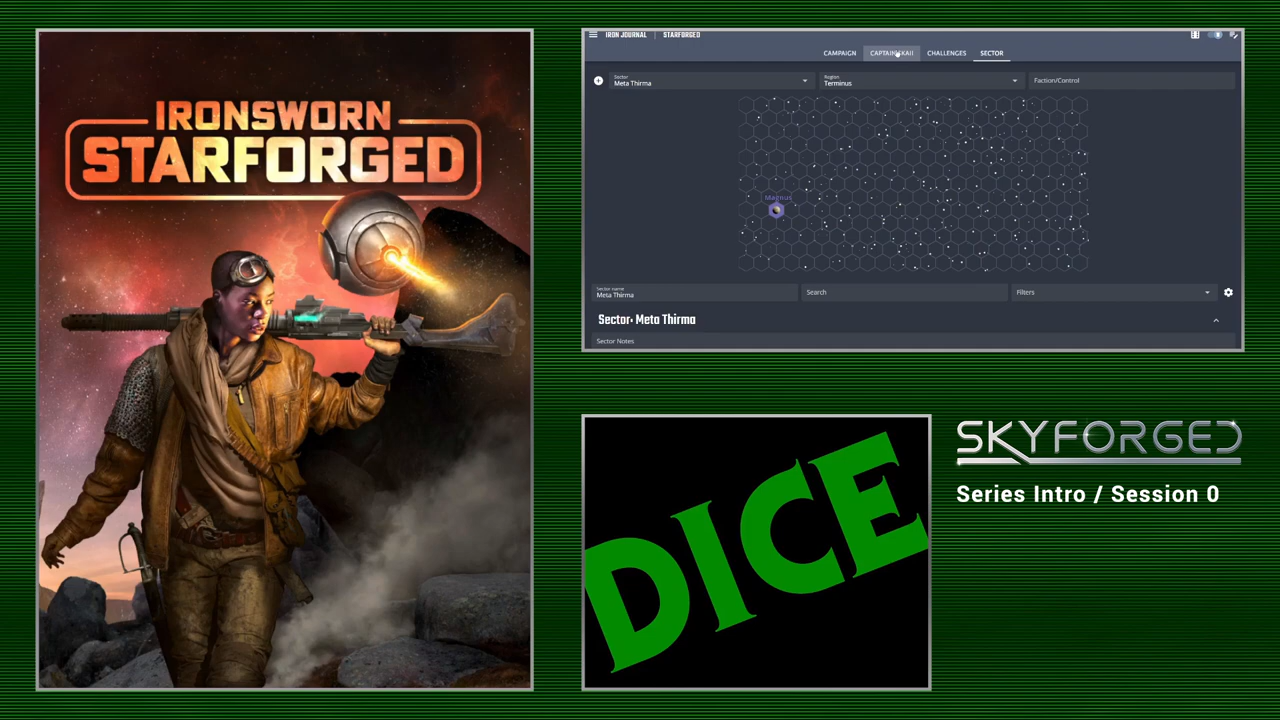 IRONSWORN
STARFORGED
IRON JOURNAL
STARFORGED
CAMPAIGN
CHALLENGES
SECTOR
Sector
Meta Thirma
Region
Terminus
Faction/Control
Magnus
Sector name
Meta Thirma
Search
Filters
Sector: Meta Thirma
Sector Notes
DICE
SKYFORGED
Series Intro / Session 0